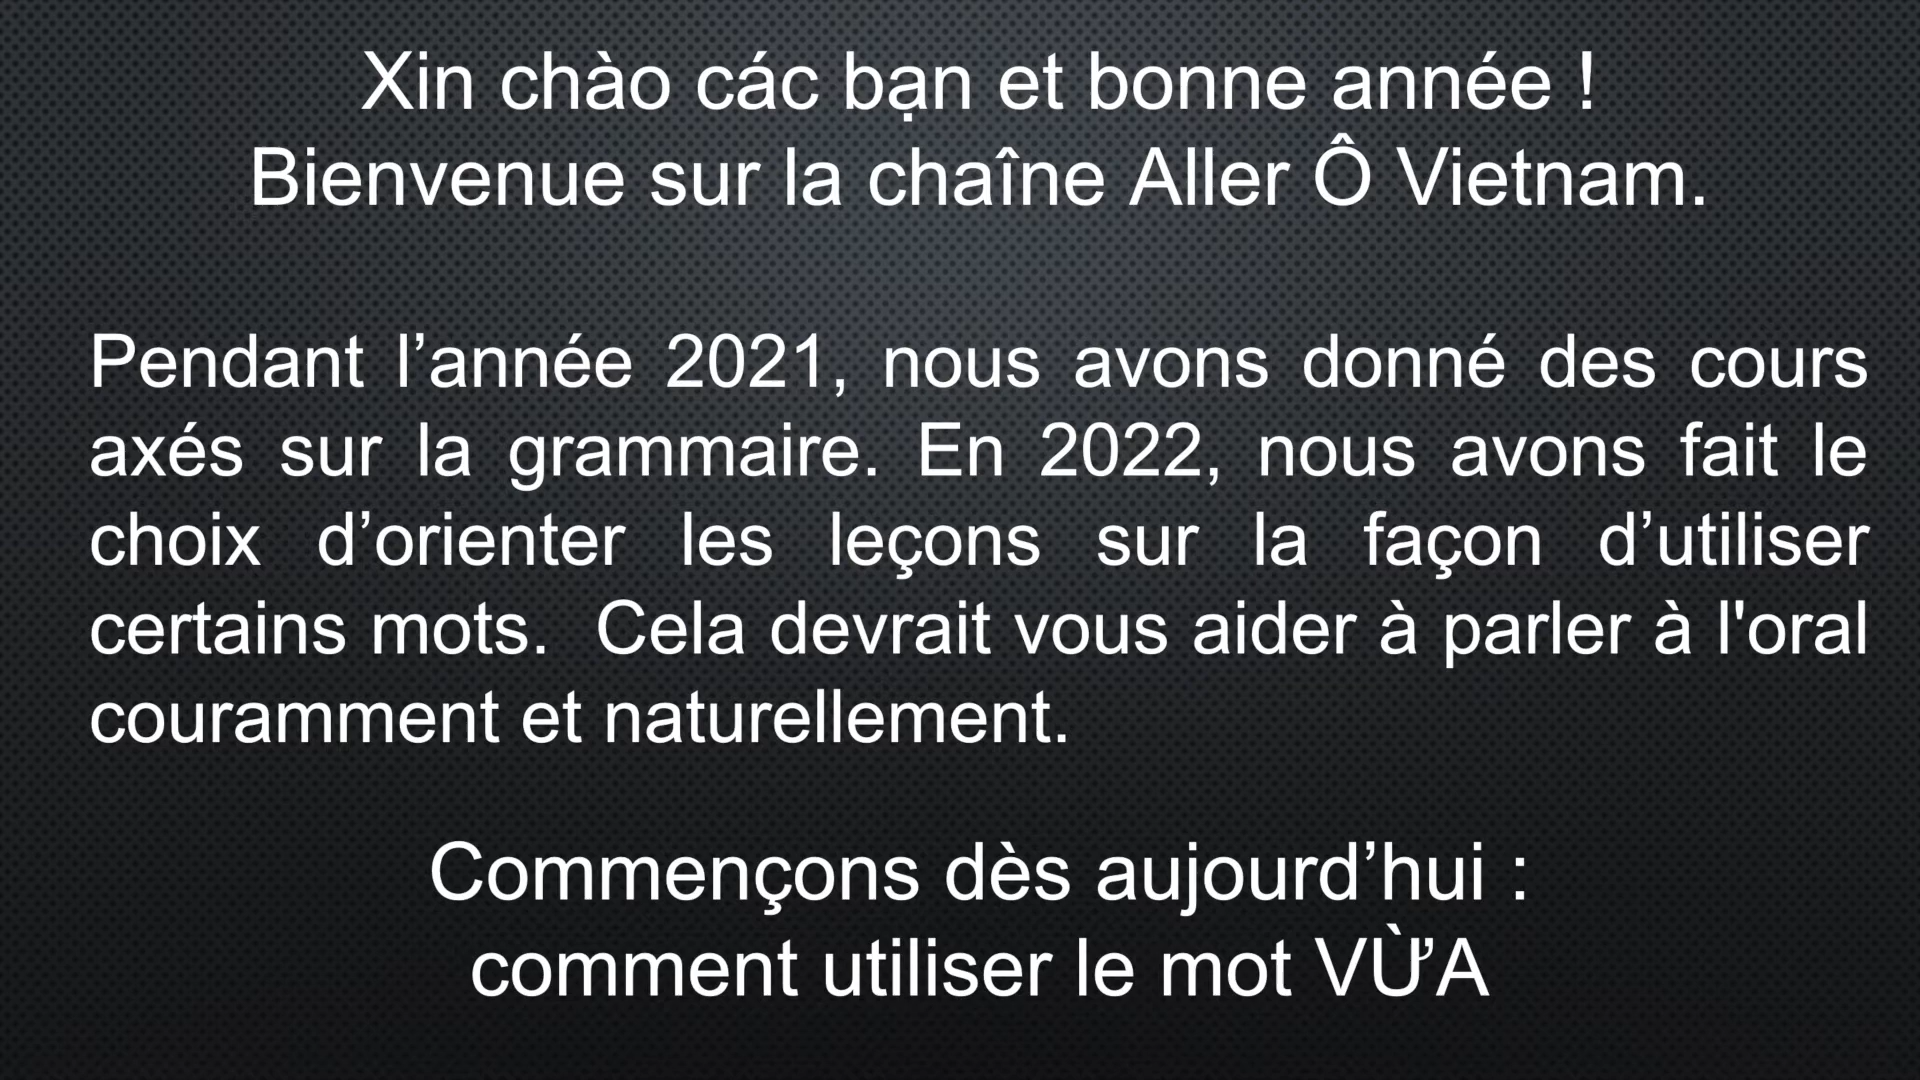 Xin chào các bạn et bonne année !
Bienvenue sur la chaîne Aller Ô Vietnam.
Pendant l’année 2021, nous avons donné des cours
axés sur la grammaire. En 2022, nous avons fait le
choix d’orienter les leçons sur la façon d’utiliser
certains mots.  Cela devrait vous aider à parler à l'oral
couramment et naturellement.
Commençons dès aujourd’hui :
comment utiliser le mot VỪA